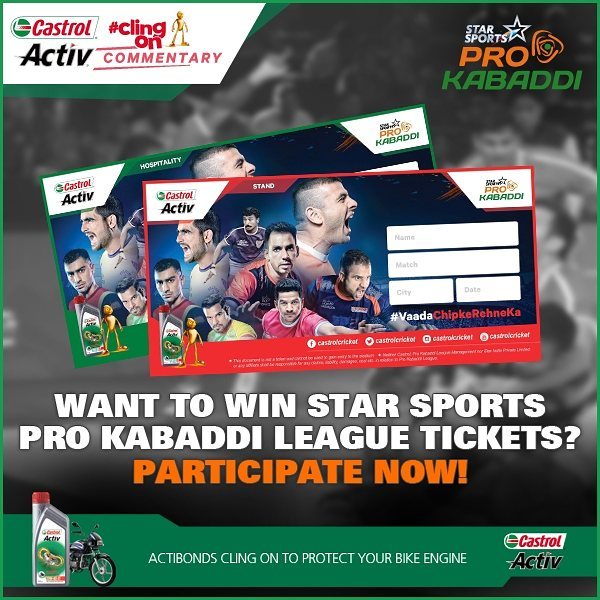 Castrol
Activ
#cling
on
COMMENTARY
STAR
SPORTS
PRO
KABADDI
HOSPITALITY
STAR SPORTS
PRO
KABADDI
Castrol
Activ
STAND
Castrol
Activ
STAR SPORTS
PRO
KABADDI
Name
Match
City
Date
#VaadaChipkeRehneKa
castrolcricket
castrolcricket
castrolcricket
castrolcricket
WANT TO WIN STAR SPORTS
PRO KABADDI LEAGUE TICKETS?
PARTICIPATE NOW!
Castrol
Activ
ACTIBONDS CLING ON TO PROTECT YOUR BIKE ENGINE
Castrol
Activ